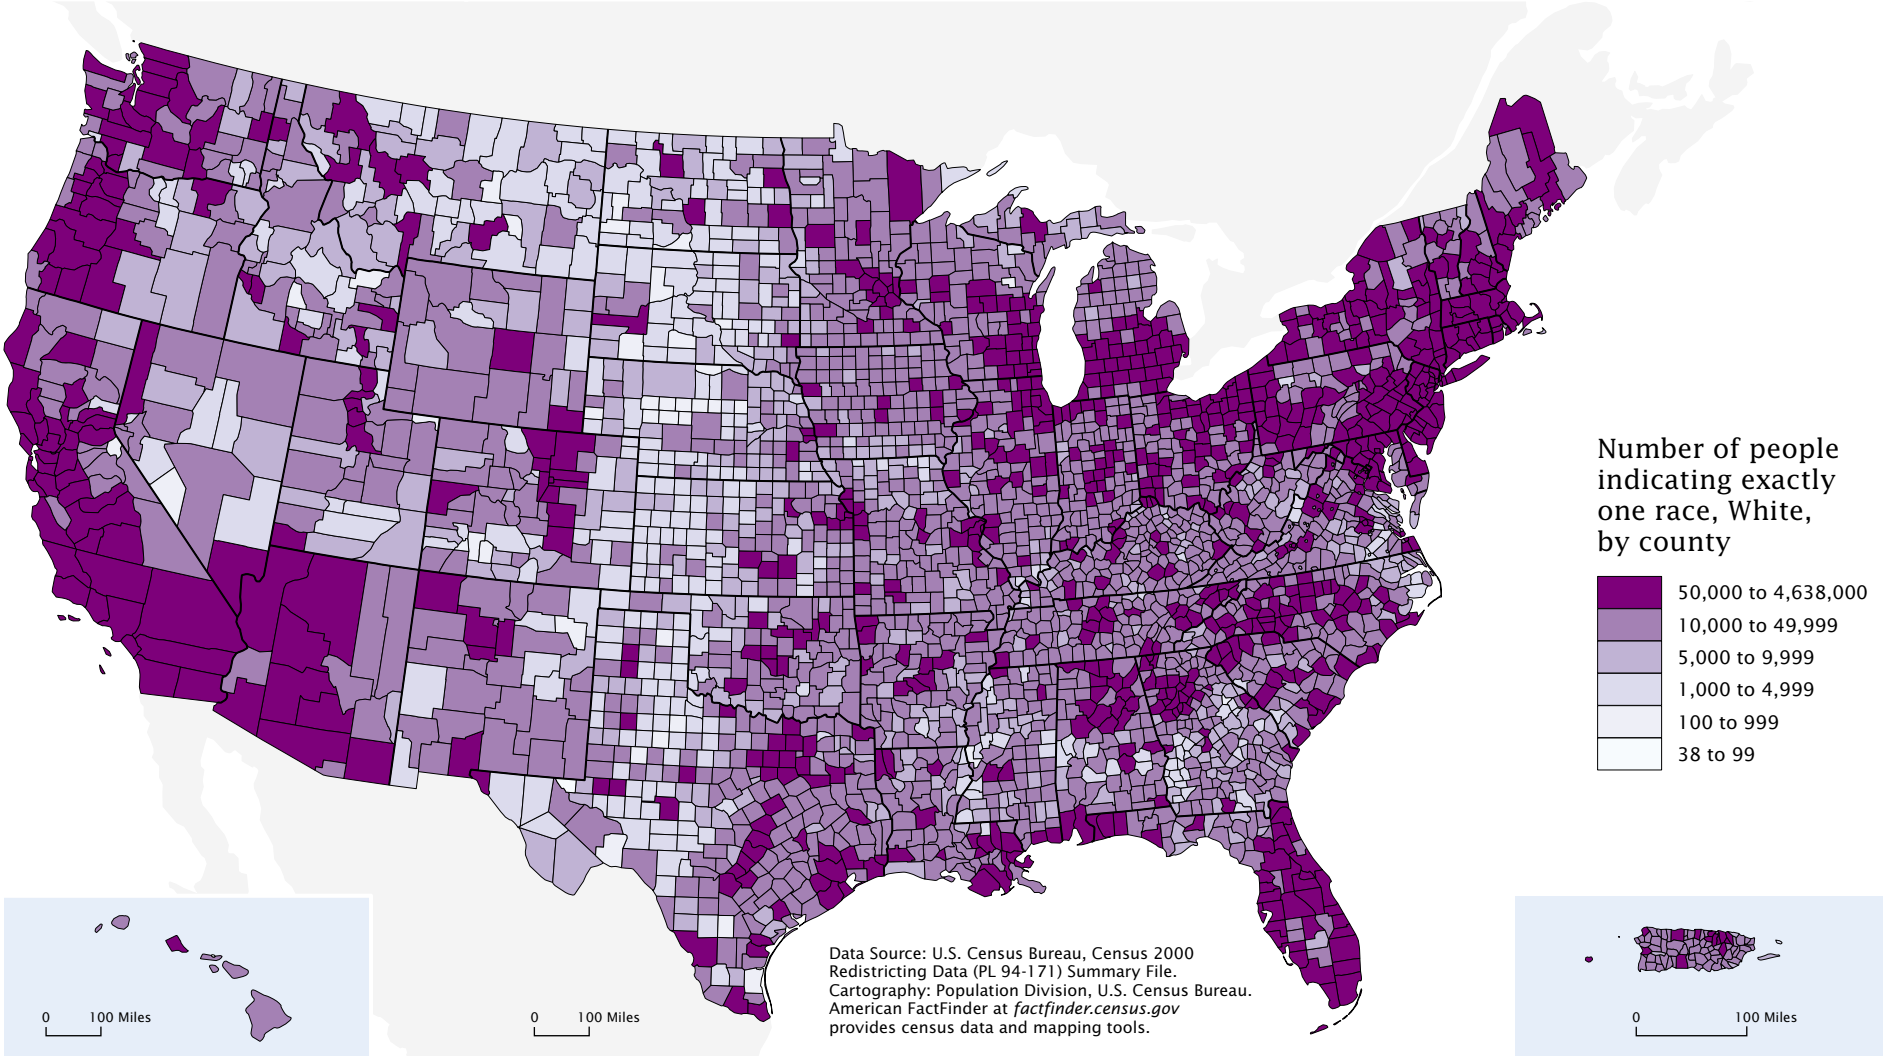 Number of people
indicating exactly
one race, White,
by county
50,000 to 4,638,000
10,000 to 49,999
5,000 to 9,999
1,000 to 4,999
100 to 999
38 to 99
Data Source: U.S. Census Bureau, Census 2000
Redistricting Data (PL 94-171) Summary File.
Cartography: Population Division, U.S. Census Bureau.
American FactFinder at factfinder.census.gov
provides census data and mapping tools.
0 100 Miles
0 100 Miles
0 100 Miles